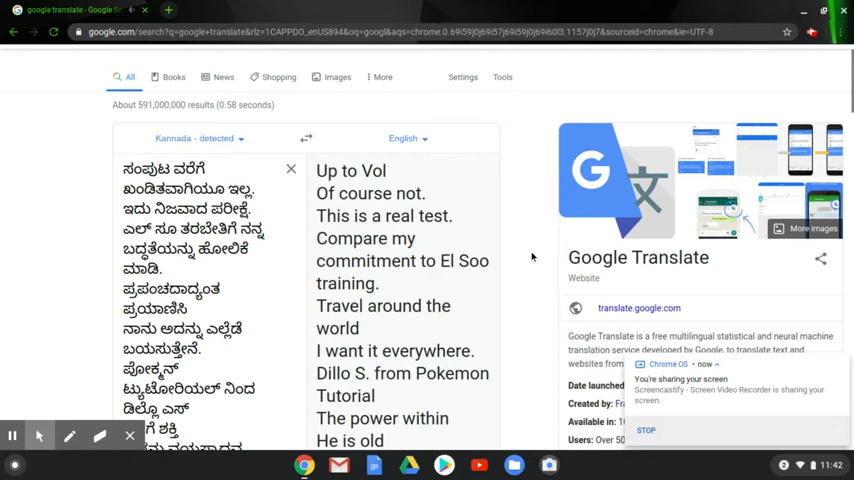 google translate - Google Se
google.com/search?q=google+translate&rlz=1CAPPDO_enUS894&oq=googl&aqs=chrome.0.69i59j0j69i57j69i59j0j69i60l3.1157j0j7&sourceid=chrome&ie=UTF-8
All Books News Shopping Images More Settings Tools
About 591,000,000 results (0.58 seconds)
Kannada - detected English
ಸಂಪುಟ ವರೆಗೆ
ಖಂಡಿತವಾಗಿಯೂ ಇಲ್ಲ.
ಇದು ನಿಜವಾದ ಪರೀಕ್ಷೆ.
ಎಲ್ ಸೂ ತರಬೇತಿಗೆ ನನ್ನ
ಬದ್ಧತೆಯನ್ನು ಹೋಲಿಕೆ
ಮಾಡಿ.
ಪ್ರಪಂಚದಾದ್ಯಂತ
ಪ್ರಯಾಣಿಸಿ
ನಾನು ಅದನ್ನು ಎಲ್ಲೆಡೆ
ಬಯಸುತ್ತೇನೆ.
ಪೋಕ್ಮನ್
ಟ್ಯುಟೋರಿಯಲ್ ನಿಂದ
ಡಿಲ್ಲೊ ಎಸ್
ಗೆ ಶಕ್ತಿ
Up to Vol
Of course not.
This is a real test.
Compare my
commitment to El Soo
training.
Travel around the
world
I want it everywhere.
Dillo S. from Pokemon
Tutorial
The power within
He is old
G
文
More images
Google Translate
Website
translate.google.com
Google Translate is a free multilingual statistical and neural machine
translation service developed by Google, to translate text and
websites from
Date launched
Created by: Fra
Available in: 10
Users: Over 50
Chrome OS • now
You're sharing your screen
Screencastify - Screen Video Recorder is sharing your
screen.
STOP
2 11:42